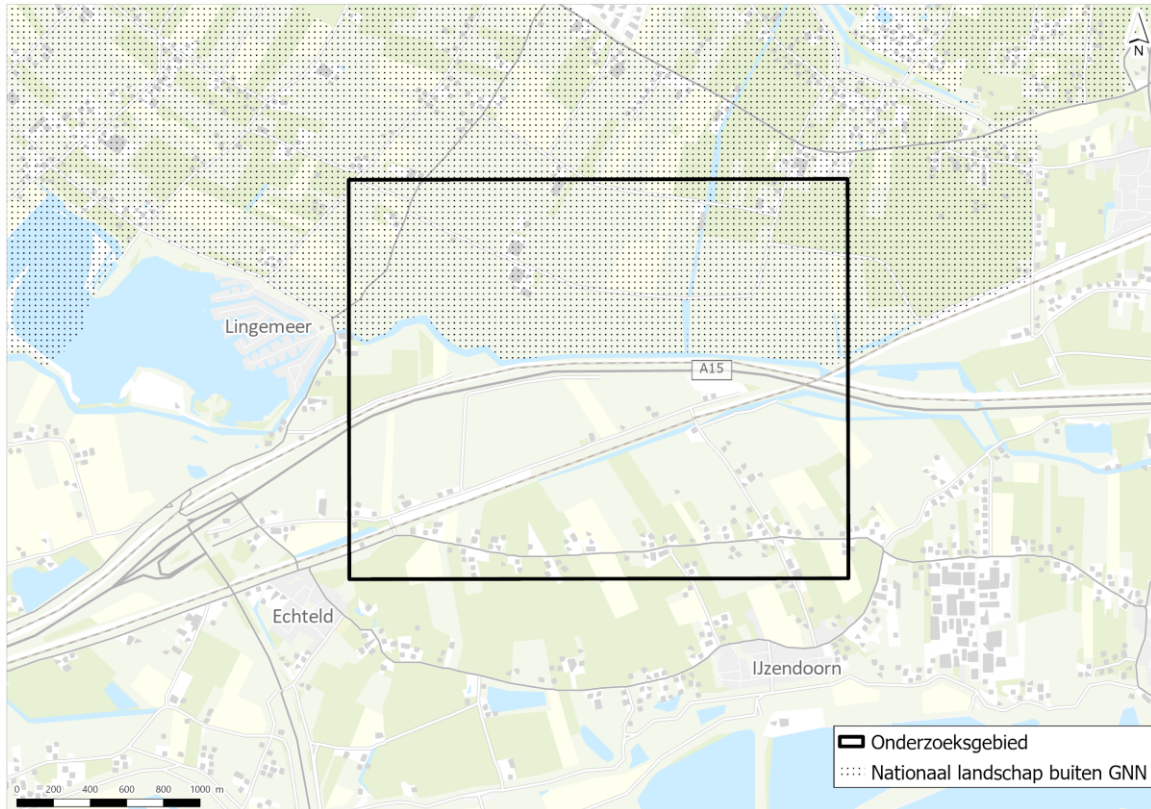 N
Lingemeer
A15
Echteld
IJzendoorn
Onderzoeksgebied
Nationaal landschap buiten GNN
0 200 400 600 800 1000 m